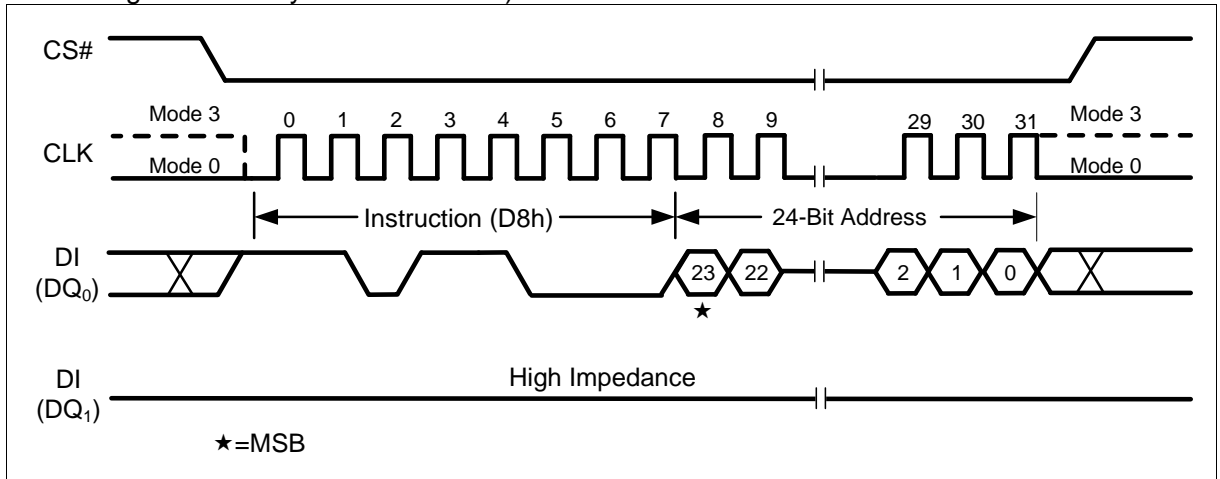 CS#
Mode 3
0 1 2 3 4 5 6 7 8 9 29 30 31
Mode 3
CLK
Mode 0
Mode 0
Instruction (D8h)
24-Bit Address
DI
(DQ0)
23 22 2 1 0
★
DI
(DQ1)
High Impedance
★=MSB